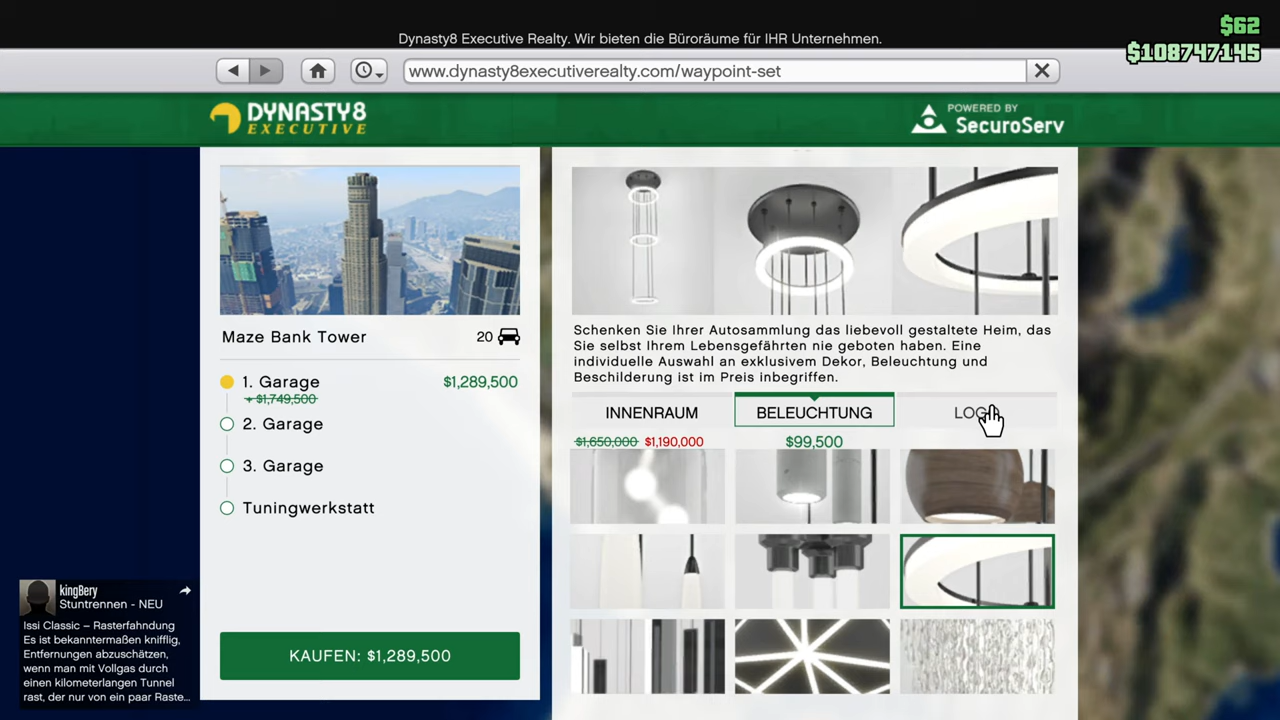 $62
Dynasty8 Executive Realty. Wir bieten die Büroräume für IHR Unternehmen.
$108747145
www.dynasty8executiverealty.com/waypoint-set
DYNASTY 8
EXECUTIVE
POWERED BY
SecuroServ
Maze Bank Tower 20
1. Garage $1,289,500
+ $1,749,500
2. Garage
3. Garage
Tuningwerkstatt
KAUFEN: $1,289,500
Schenken Sie Ihrer Autosammlung das liebevoll gestaltete Heim, das
Sie selbst Ihrem Lebensgefährten nie geboten haben. Eine
individuelle Auswahl an exklusivem Dekor, Beleuchtung und
Beschilderung ist im Preis inbegriffen.
INNENRAUM BELEUCHTUNG
$1,650,000 $1,190,000 $99,500
kingBery
Stuntrennen - NEU
Issi Classic – Rasterfahndung
Es ist bekanntermaßen knifflig,
Entfernungen abzuschätzen,
wenn man mit Vollgas durch
einen kilometerlangen Tunnel
rast, der nur von ein paar Raste...